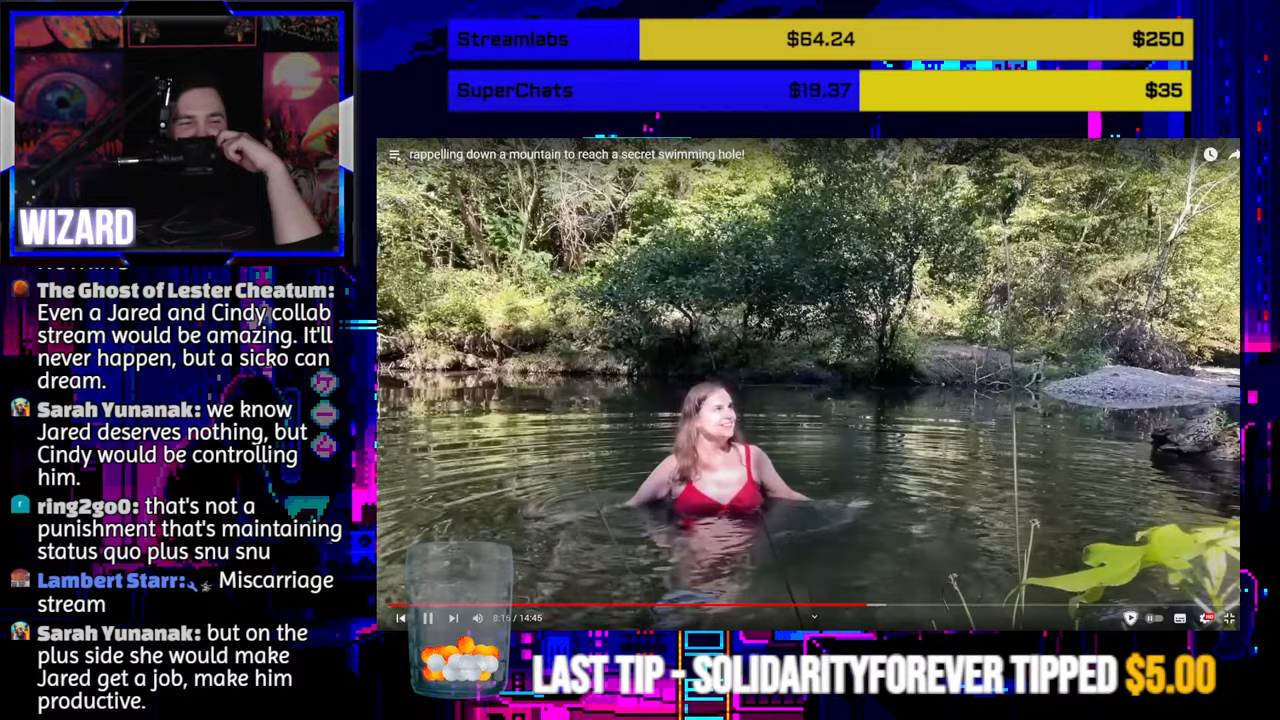 Streamlabs $64.24 $250
SuperChats $19.37 $35
rappelling down a mountain to reach a secret swimming hole!
WIZARD
The Ghost of Lester Cheatum:
Even a Jared and Cindy collab
stream would be amazing. It'll
never happen, but a sicko can
dream.
Sarah Yunanak: we know
Jared deserves nothing, but
Cindy would be controlling
him.
ring2go0: that's not a
punishment that's maintaining
status quo plus snu snu
Lambert Starr: Miscarriage
stream
Sarah Yunanak: but on the
plus side she would make
Jared get a job, make him
productive.
8:16 / 14:45
HD
LAST TIP - SOLIDARITYFOREVER TIPPED $5.00